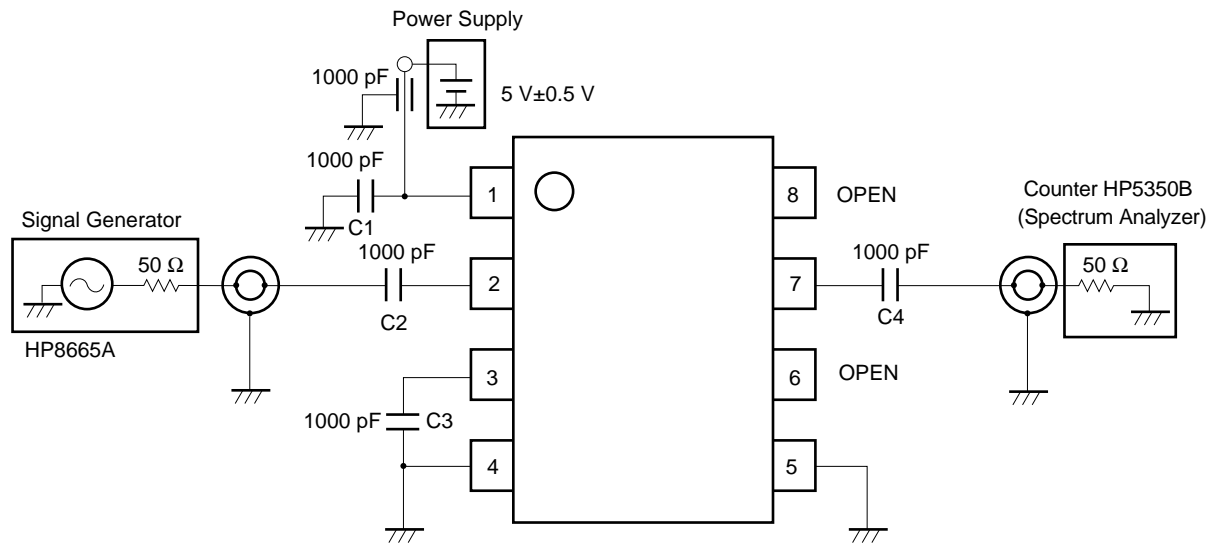 Power Supply
1000 pF
5 V±0.5 V
1000 pF
C1
1
8
OPEN
Counter HP5350B
(Spectrum Analyzer)
Signal Generator
50 Ω
HP8665A
1000 pF
C2
2
7
1000 pF
C4
50 Ω
3
6
OPEN
1000 pF
C3
4
5